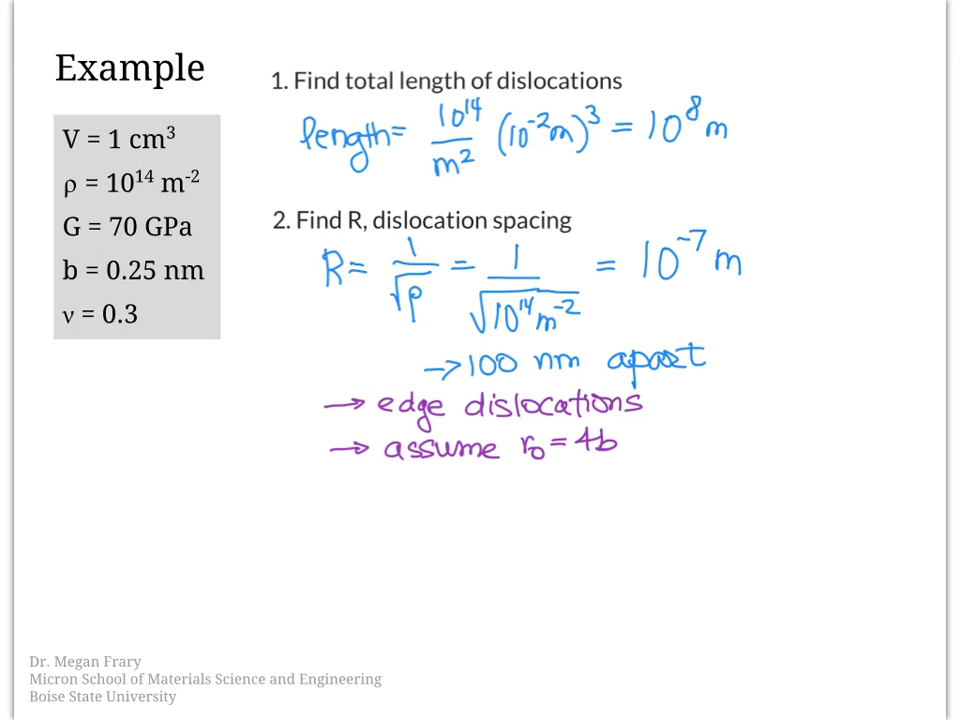 Example
V = 1 cm³
ρ = 10¹⁴ m⁻²
G = 70 GPa
b = 0.25 nm
ν = 0.3
1. Find total length of dislocations
length = 10¹⁴/m² (10⁻²m)³ = 10⁸ m
2. Find R, dislocation spacing
R = 1/√ρ = 1/√10¹⁴m⁻² = 10⁻⁷ m
→ 100 nm apart
→ edge dislocations
→ assume r₀ = 4b
Dr. Megan Frary
Micron School of Materials Science and Engineering
Boise State University